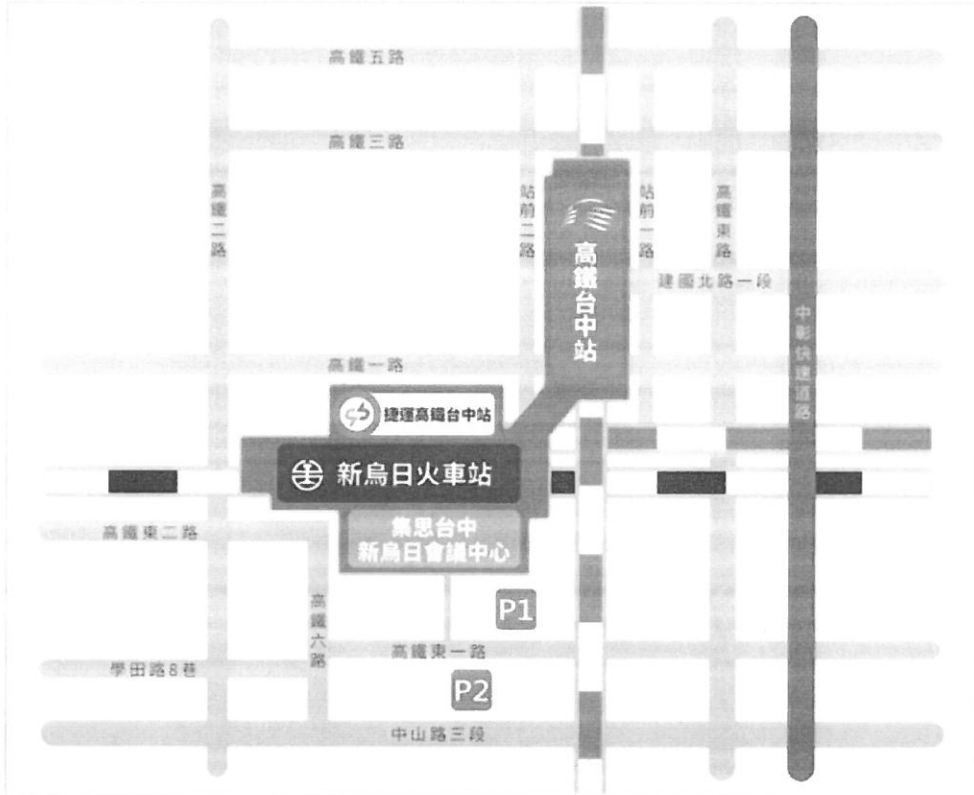 高鐵五路
高鐵三路
高鐵二路
站前二路
站前一路
高鐵東路
高鐵台中站
建國北路一段
中彰快速道路
高鐵一路
捷運高鐵台中站
新烏日火車站
高鐵東二路
集思台中
新烏日會議中心
高鐵六路
P1
高鐵東一路
學田路8巷
P2
中山路三段